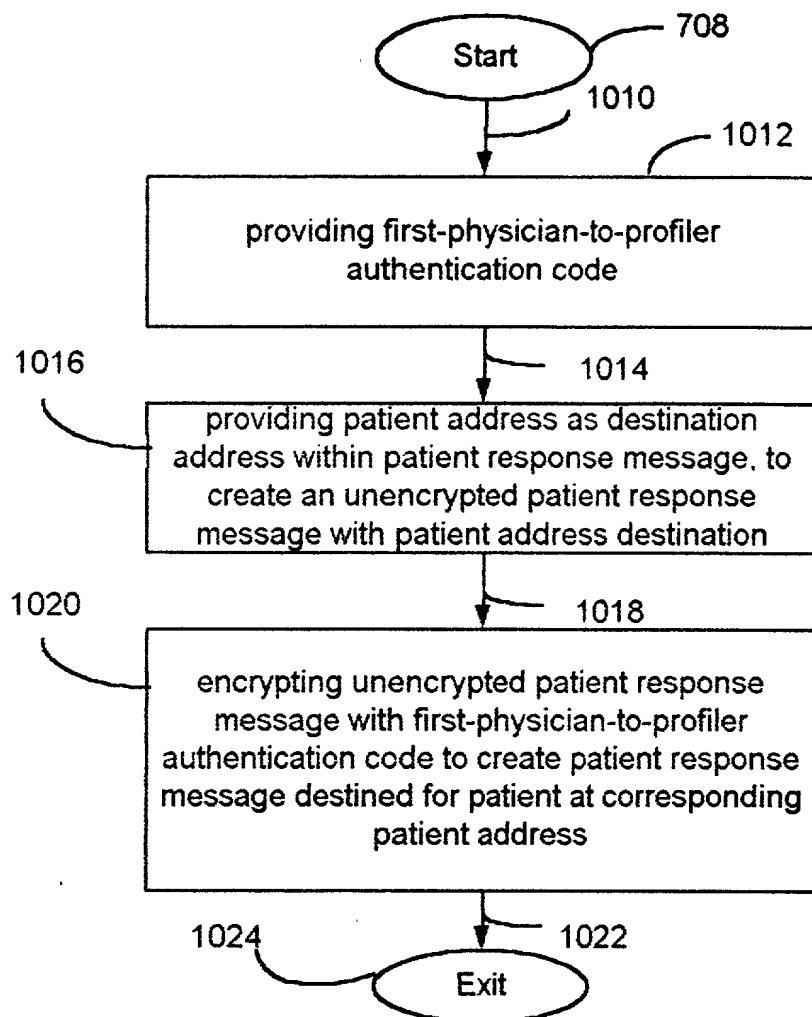 Start
708
1010
1012
providing first-physician-to-profiler
authentication code
1016
1014
providing patient address as destination
address within patient response message, to
create an unencrypted patient response
message with patient address destination
1020
1018
encrypting unencrypted patient response
message with first-physician-to-profiler
authentication code to create patient response
message destined for patient at corresponding
patient address
1024
1022
Exit